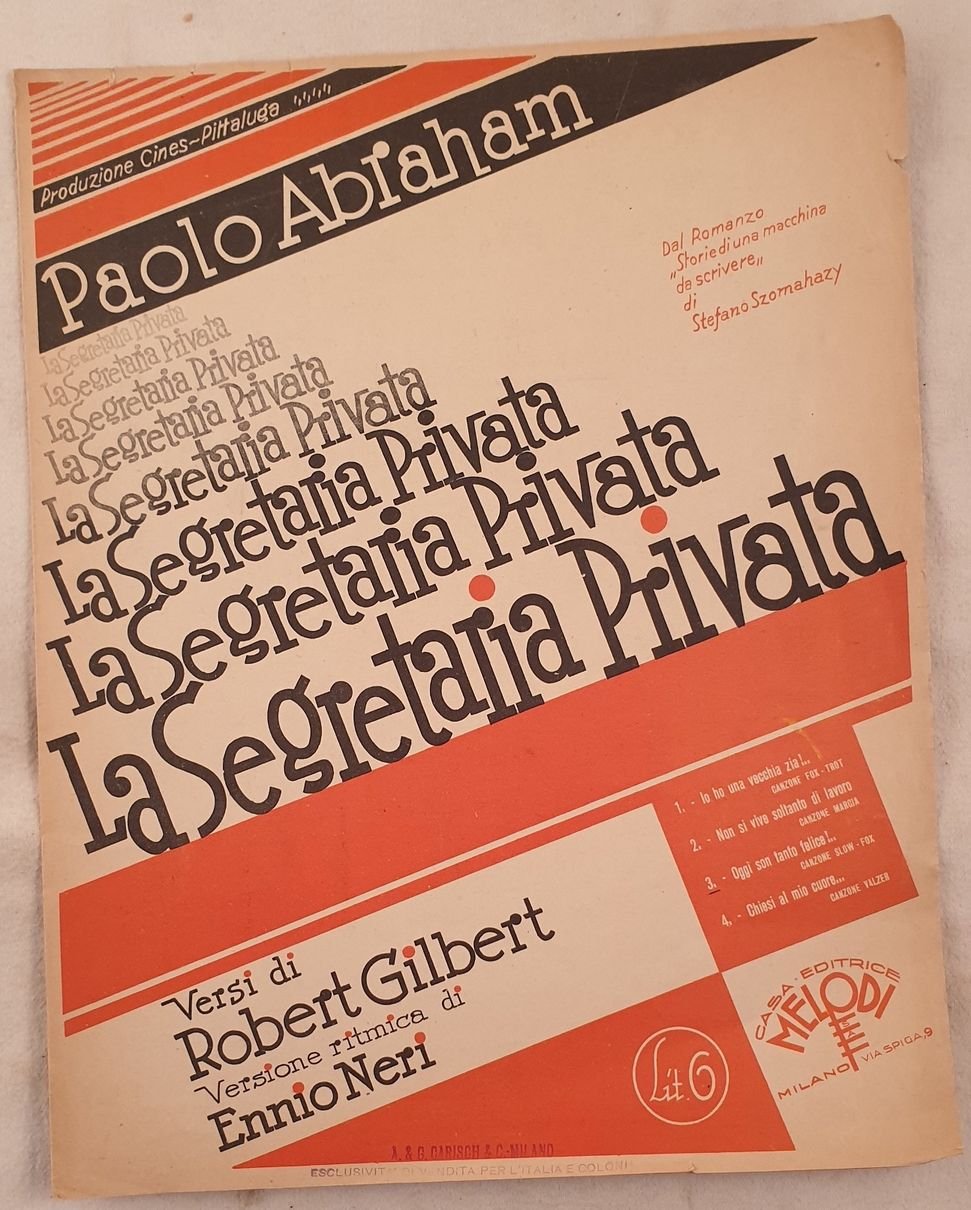 Produzione Cines-Pittaluga
Paolo Abraham
Dal Romanzo
„Storie di una macchina
da scrivere„
di
Stefano Szomahazy
La Segretaria Privata
La Segretaria Privata
La Segretaria Privata
La Segretaria Privata
La Segretaria Privata
La Segretaria Privata
La Segretaria Privata
La Segretaria Privata
1. - Io ho una vecchia zia!...
CANZONE FOX-TROT
2. - Non si vive soltanto di lavoro
CANZONE MARCIA
3. - Oggi son tanto felice!...
CANZONE SLOW-FOX
4. - Chiesi al mio cuore...
CANZONE VALZER
Versi di
Robert Gilbert
Versione ritmica di
Ennio Neri
Lit. 6
CASA EDITRICE
MELODI
S.A.
MILANO VIA SPIGA, 9
A. & G. CARISCH & C.-MILANO
ESCLUSIVITA' DI VENDITA PER L'ITALIA E COLONI